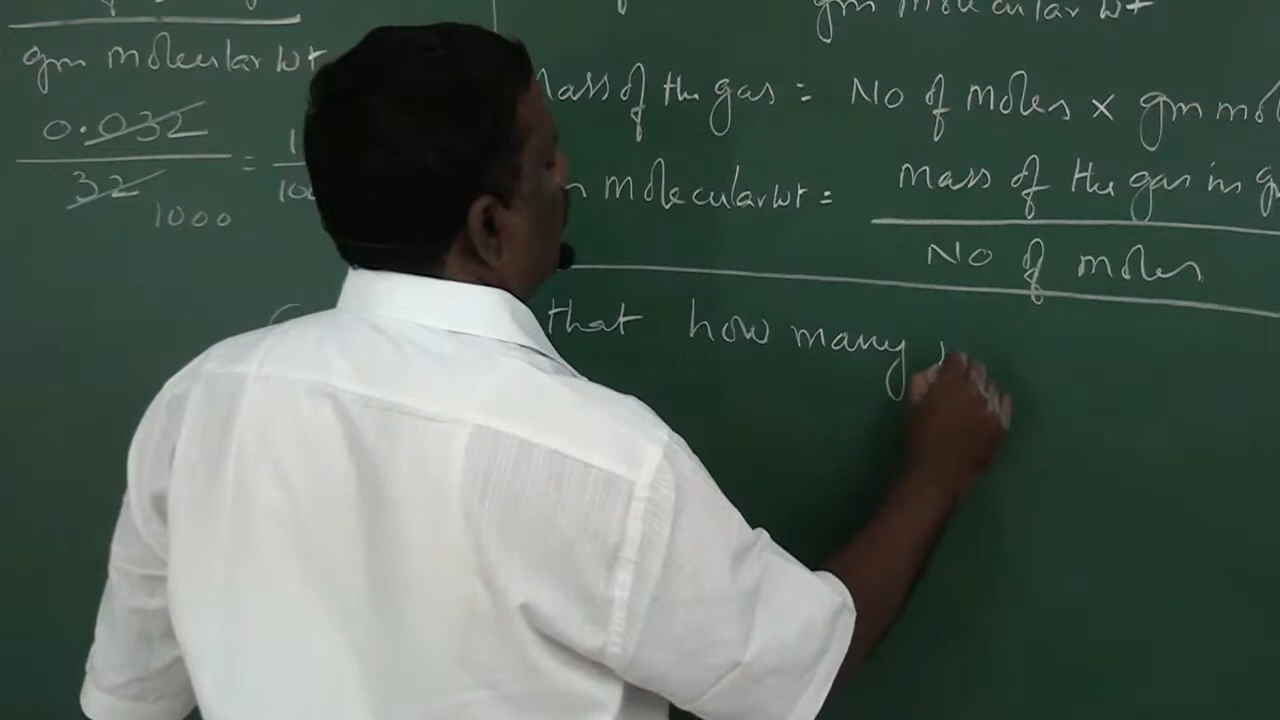 gm molecular wt
0.032
32
1000
=
gm molecular wt
Mass of the gas = No of moles x gm mol
molecular wt = mass of the gas in g
No of moles
that how many